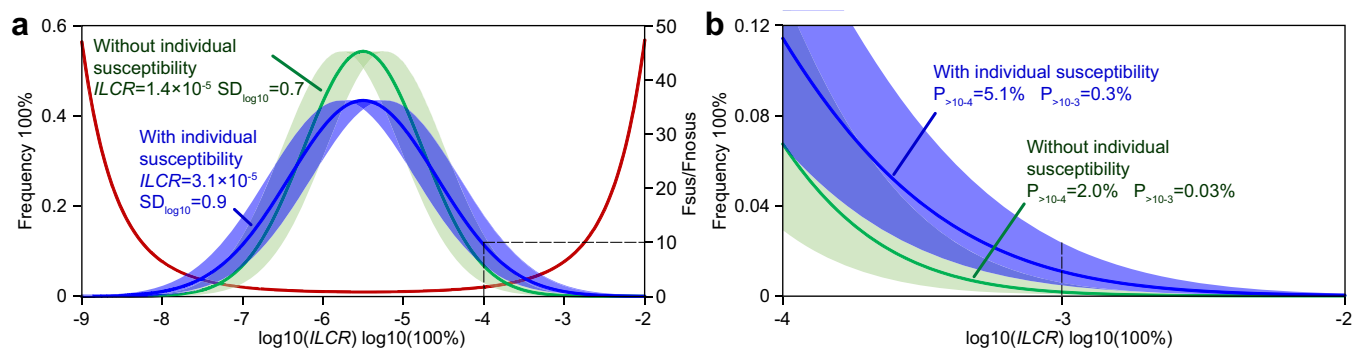 a
0.6
0.4
0.2
0
Frequency 100%
Without individual
susceptibility
ILCR=1.4×10-5 SDlog10=0.7
With individual
susceptibility
ILCR=3.1×10-5
SDlog10=0.9
50
40
30
20
10
0
Fsus/Fnosus
-9 -8 -7 -6 -5 -4 -3 -2
log10(ILCR) log10(100%)
b
0.12
0.08
0.04
0
Frequency 100%
With individual susceptibility
P>10-4=5.1% P>10-3=0.3%
Without individual
susceptibility
P>10-4=2.0% P>10-3=0.03%
-4 -3 -2
log10(ILCR) log10(100%)